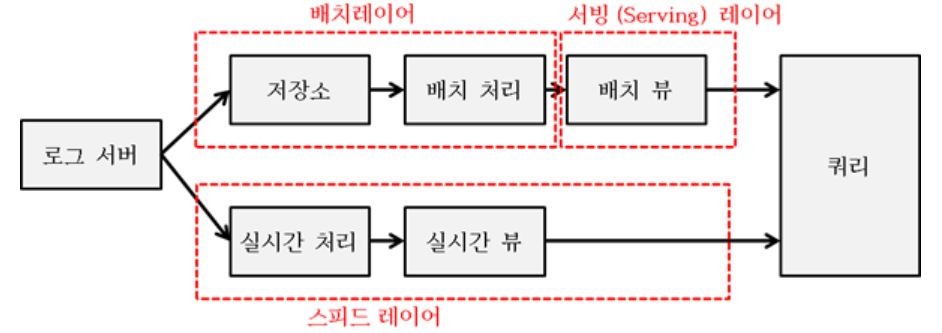 배치레이어
서빙 (Serving) 레이어
저장소
배치 처리
배치 뷰
로그 서버
쿼리
실시간 처리
실시간 뷰
스피드 레이어